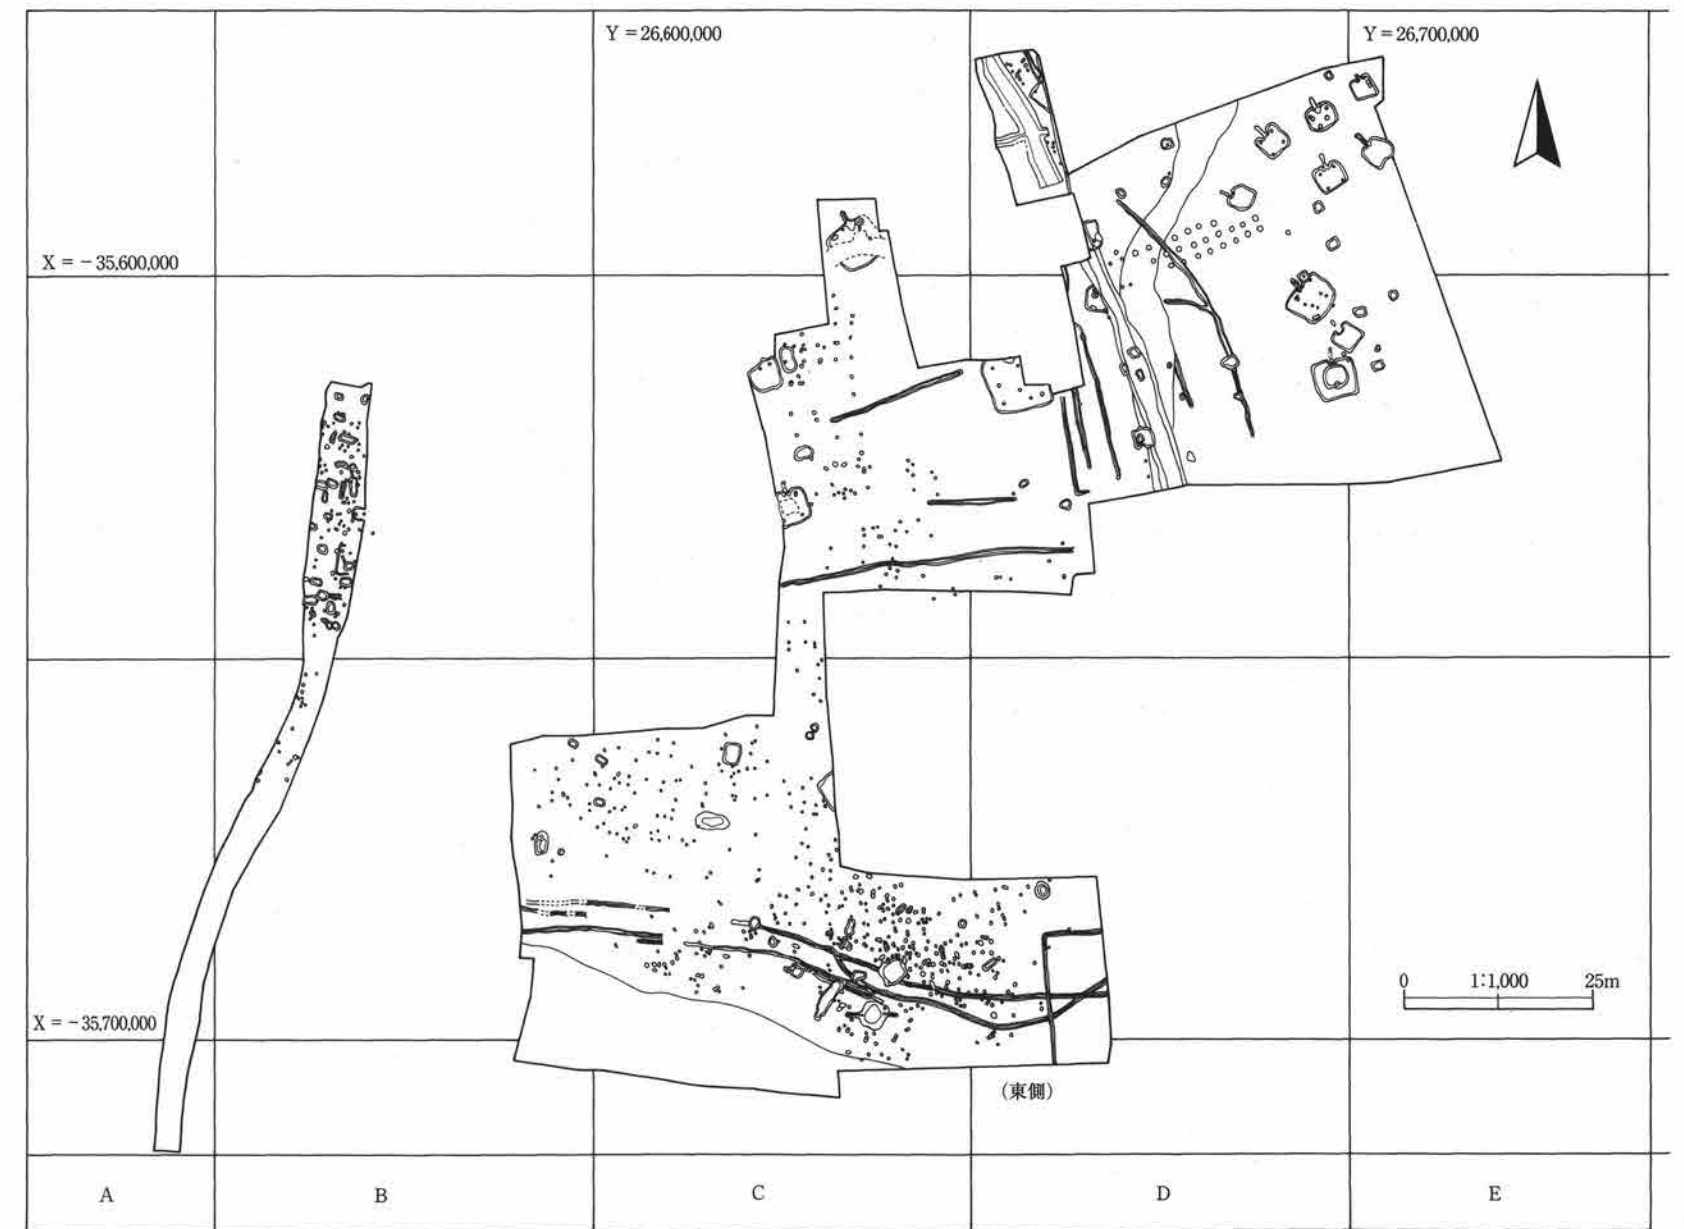 Y = 26,600,000
Y = 26,700,000
X = − 35,600,000
0 1:1,000 25m
X = − 35,700,000
(東側)
A B C D E